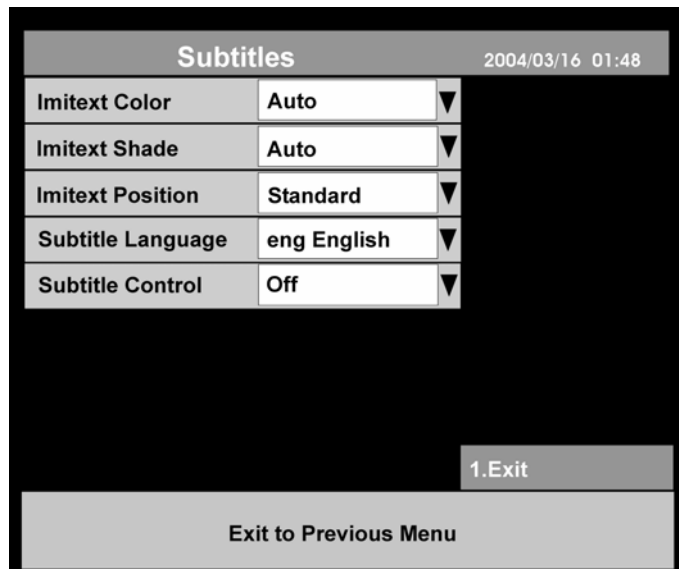 Subtitles 2004/03/16 01:48
Imitext Color Auto
Imitext Shade Auto
Imitext Position Standard
Subtitle Language eng English
Subtitle Control Off
1.Exit
Exit to Previous Menu